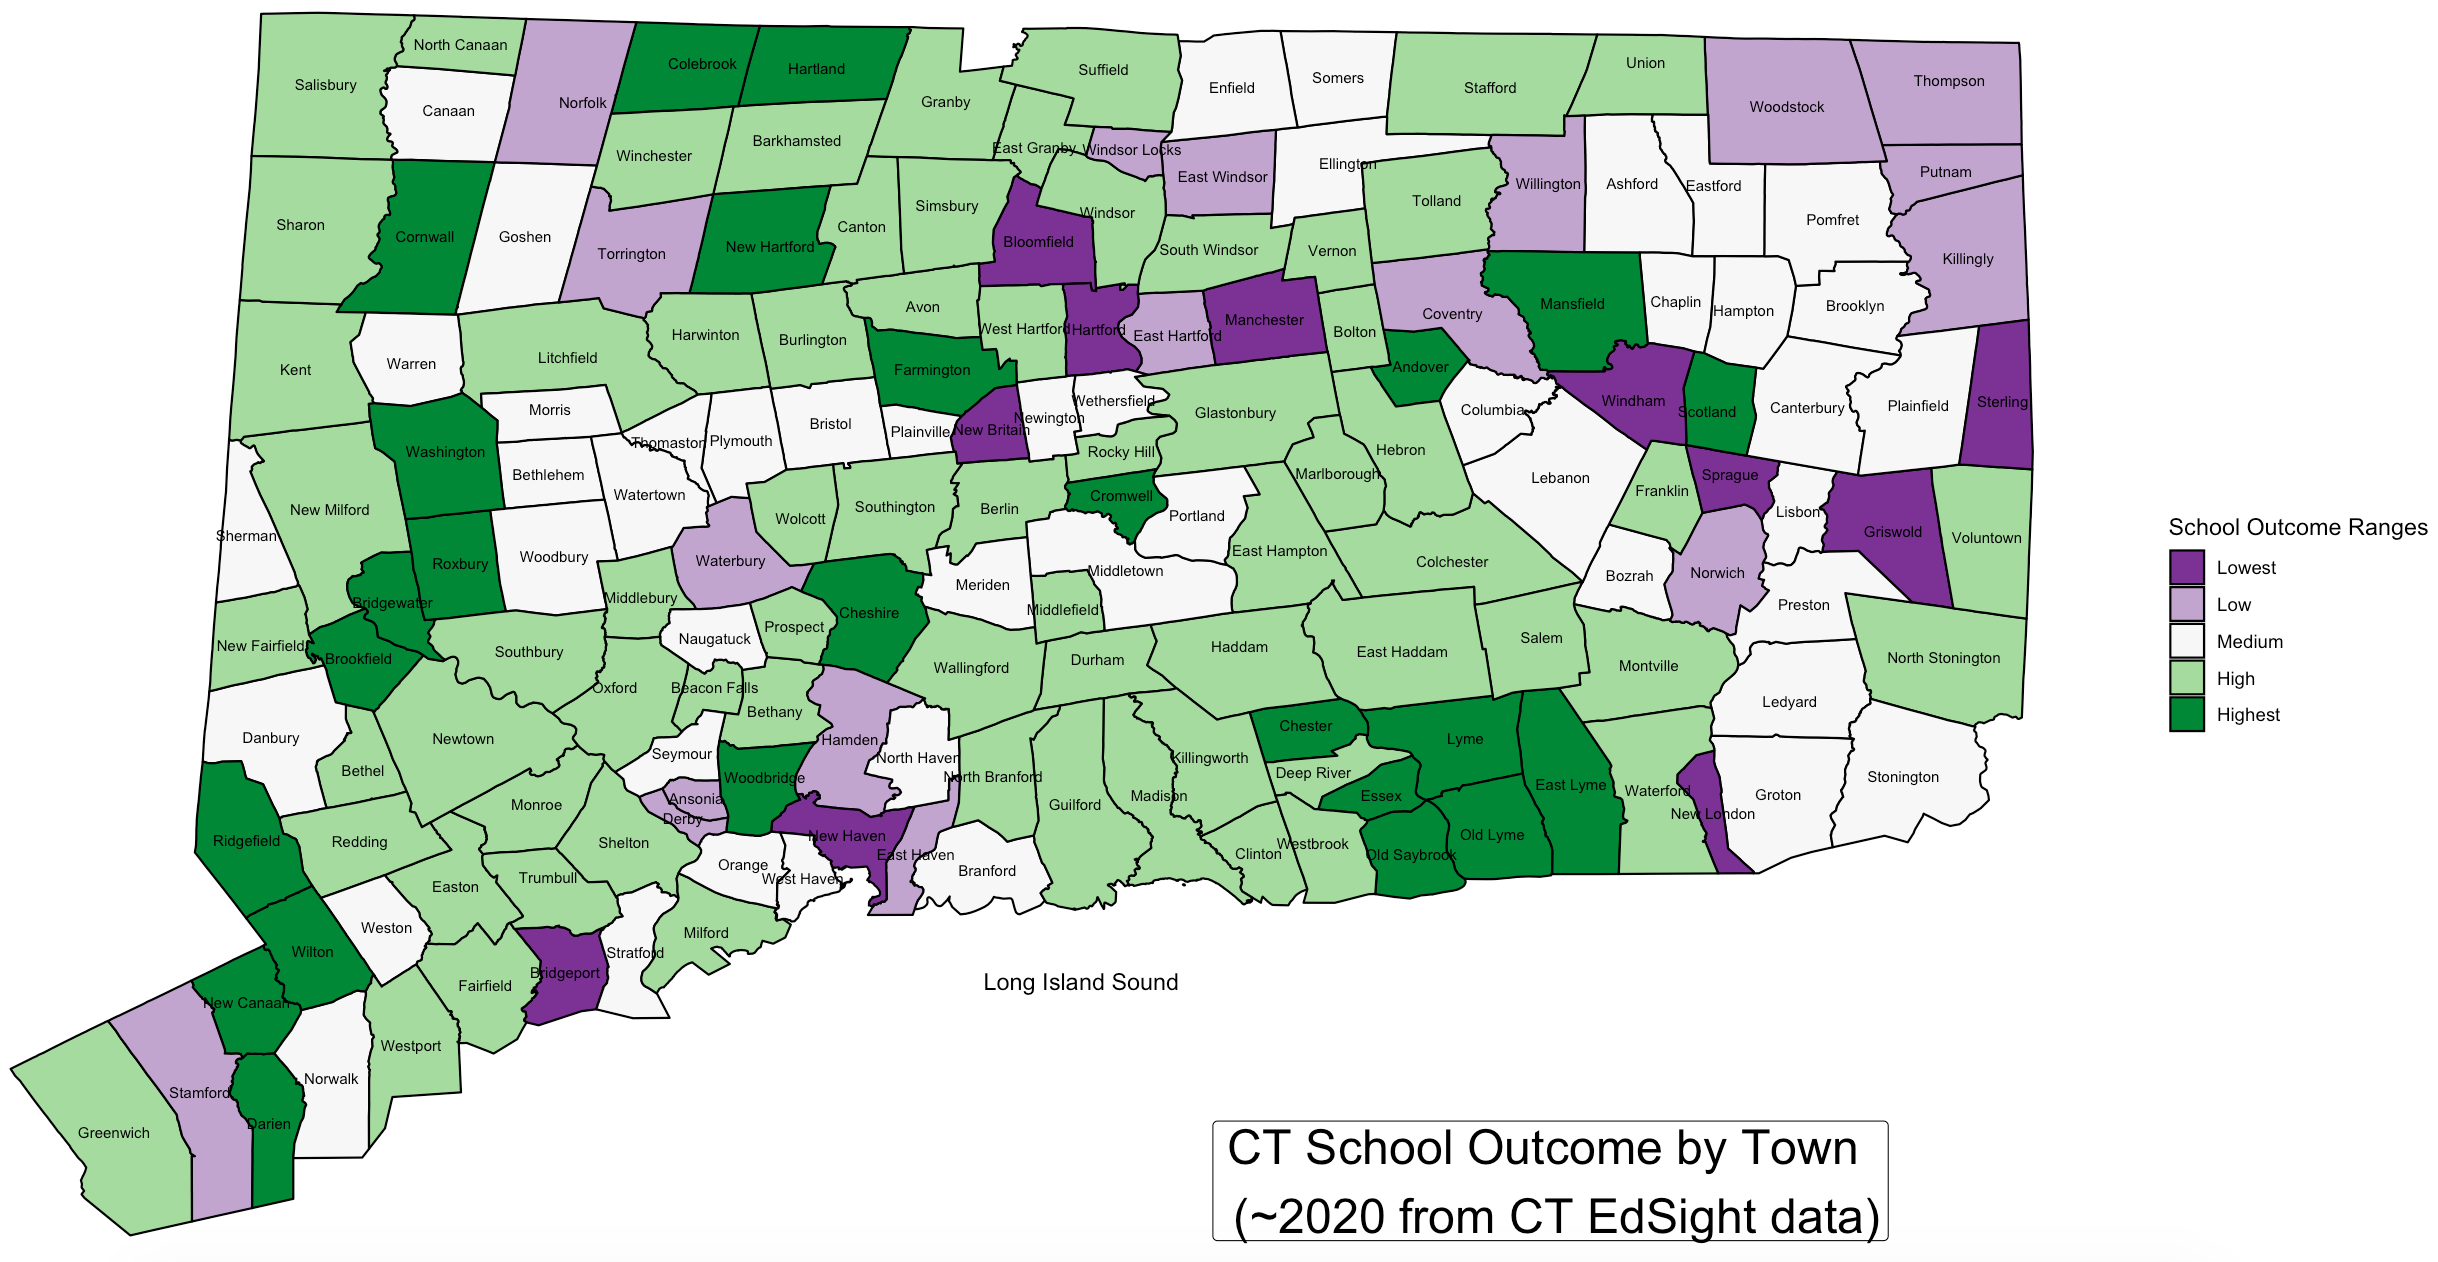 North Canaan
Salisbury
Canaan
Norfolk
Colebrook
Hartland
Granby
Suffield
Enfield
Somers
Stafford
Union
Woodstock
Thompson
Winchester
Barkhamsted
East Granby
Windsor Locks
East Windsor
Ellington
Tolland
Willington
Ashford
Eastford
Pomfret
Putnam
Killingly
Sharon
Cornwall
Goshen
Torrington
New Hartford
Canton
Simsbury
Bloomfield
Windsor
South Windsor
Vernon
Coventry
Mansfield
Chaplin
Hampton
Brooklyn
Kent
Warren
Litchfield
Harwinton
Burlington
Avon
Farmington
West Hartford
Hartford
East Hartford
Manchester
Bolton
Andover
Columbia
Windham
Scotland
Canterbury
Plainfield
Sterling
Washington
Morris
Bethlehem
Watertown
Thomaston
Plymouth
Bristol
Plainville
New Britain
Newington
Wethersfield
Rocky Hill
Glastonbury
Marlborough
Hebron
Lebanon
Franklin
Sprague
Lisbon
Griswold
Voluntown
Sherman
New Milford
Roxbury
Woodbury
Waterbury
Wolcott
Southington
Berlin
Cromwell
Portland
East Hampton
Colchester
Bozrah
Norwich
Preston
New Fairfield
Bridgewater
Brookfield
Southbury
Middlebury
Naugatuck
Prospect
Cheshire
Meriden
Middlefield
Middletown
Wallingford
Durham
Haddam
East Haddam
Salem
Montville
Ledyard
North Stonington
Danbury
Bethel
Newtown
Oxford
Beacon Falls
Bethany
Seymour
Woodbridge
Hamden
North Haven
North Branford
Guilford
Madison
Killingworth
Chester
Deep River
Essex
Lyme
Old Lyme
East Lyme
Waterford
New London
Groton
Stonington
Ridgefield
Redding
Monroe
Shelton
Ansonia
Derby
Orange
West Haven
New Haven
East Haven
Branford
Clinton
Westbrook
Old Saybrook
Wilton
Weston
Easton
Trumbull
Stratford
Milford
Bridgeport
Fairfield
Westport
Norwalk
New Canaan
Darien
Stamford
Greenwich
Long Island Sound
School Outcome Ranges
Lowest
Low
Medium
High
Highest
CT School Outcome by Town
(~2020 from CT EdSight data)